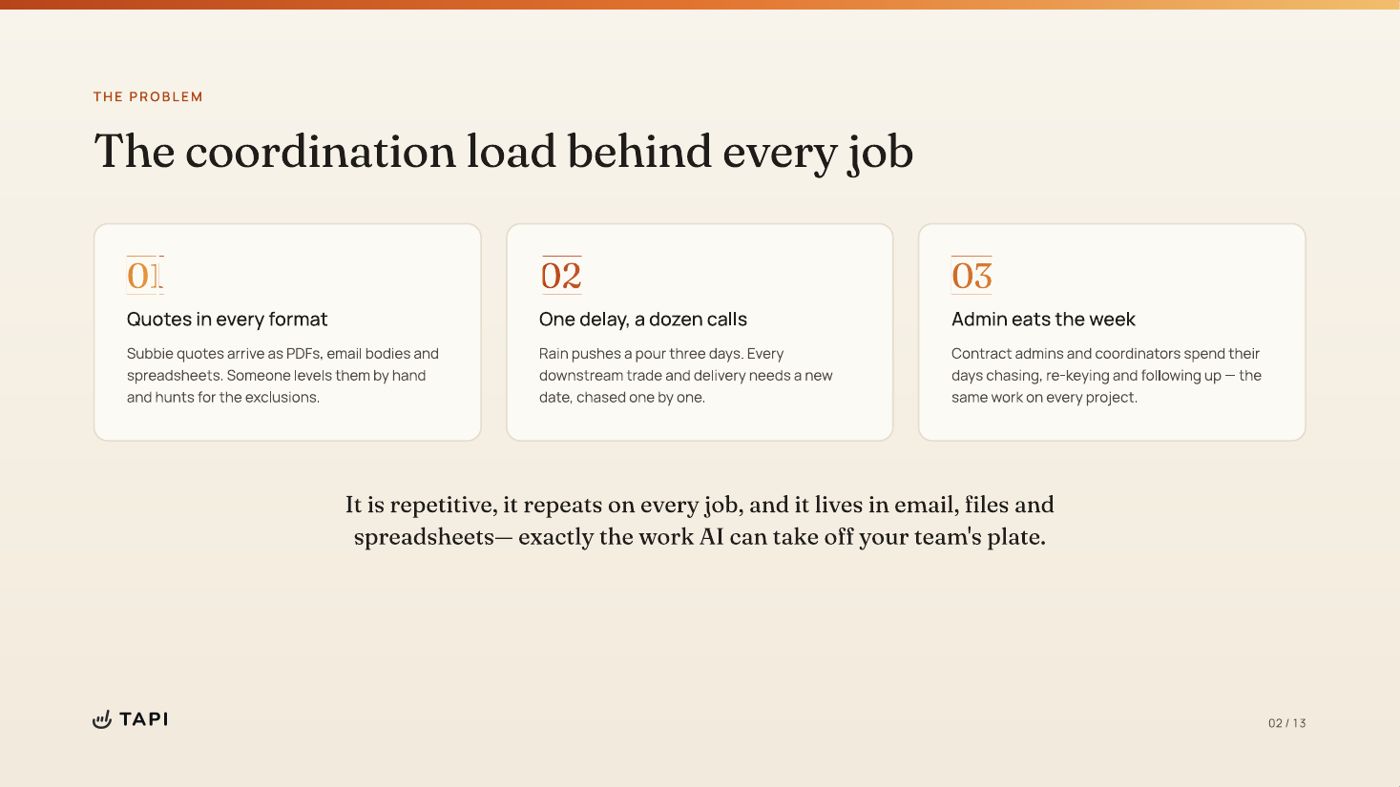 THE PROBLEM
The coordination load behind every job
01
Quotes in every format
Subbie quotes arrive as PDFs, email bodies and
spreadsheets. Someone levels them by hand
and hunts for the exclusions.
02
One delay, a dozen calls
Rain pushes a pour three days. Every
downstream trade and delivery needs a new
date, chased one by one.
03
Admin eats the week
Contract admins and coordinators spend their
days chasing, re-keying and following up — the
same work on every project.
It is repetitive, it repeats on every job, and it lives in email, files and
spreadsheets— exactly the work AI can take off your team's plate.
TAPI
02 / 13